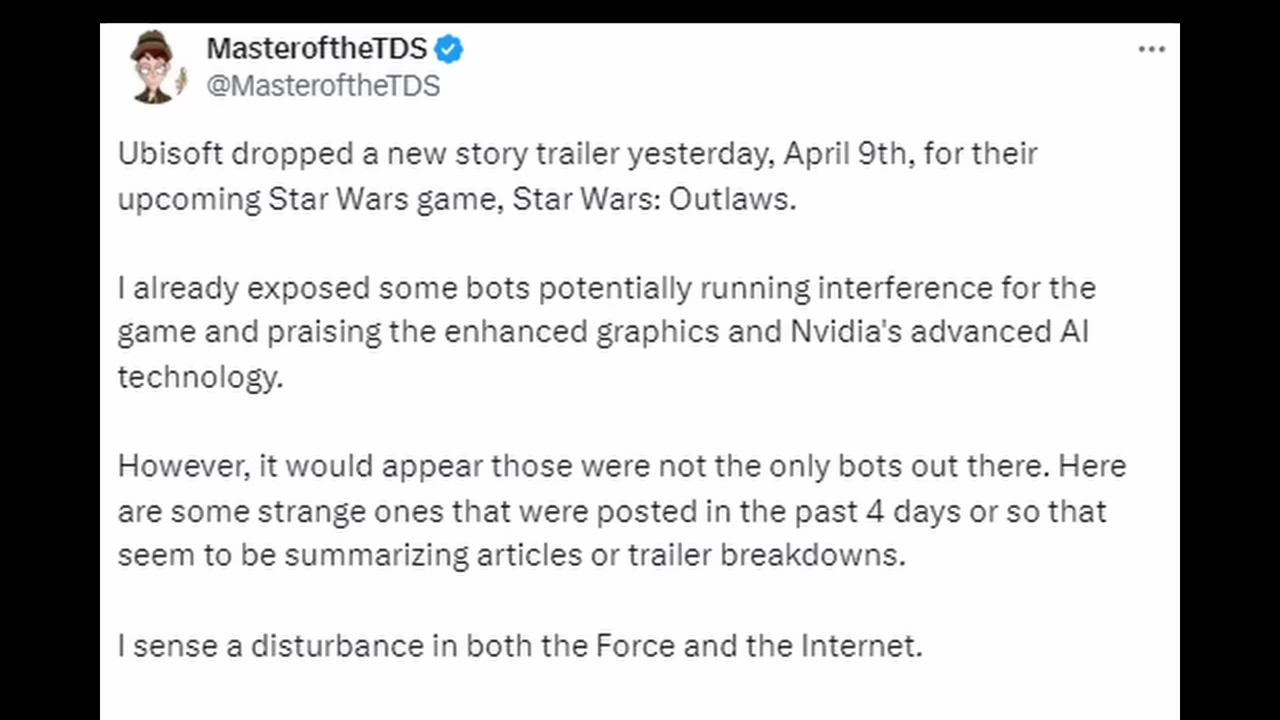 MasteroftheTDS
@MasteroftheTDS
Ubisoft dropped a new story trailer yesterday, April 9th, for their
upcoming Star Wars game, Star Wars: Outlaws.
I already exposed some bots potentially running interference for the
game and praising the enhanced graphics and Nvidia's advanced AI
technology.
However, it would appear those were not the only bots out there. Here
are some strange ones that were posted in the past 4 days or so that
seem to be summarizing articles or trailer breakdowns.
I sense a disturbance in both the Force and the Internet.